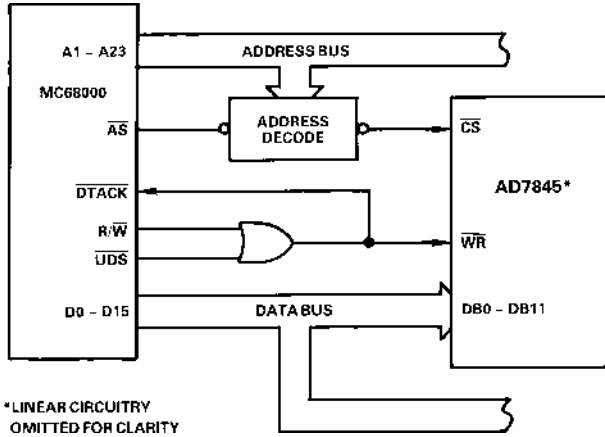 A1 – A23
ADDRESS BUS
MC68000
AS
ADDRESS
DECODE
CS
AD7845*
DTACK
R/W
UDS
WR
D0 – D15
DATA BUS
DB0 – DB11
*LINEAR CIRCUITRY
OMITTED FOR CLARITY